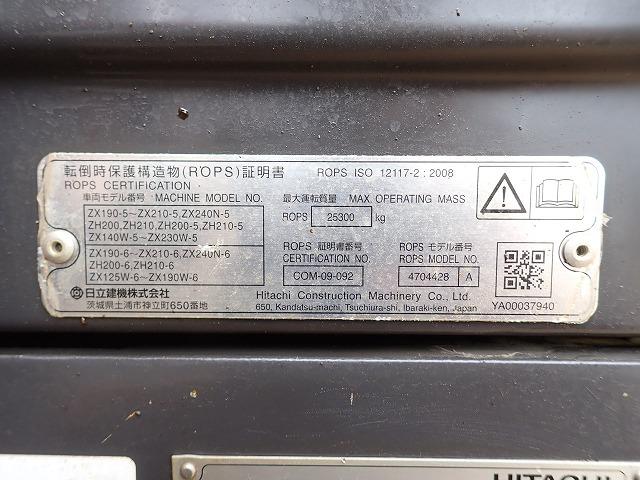 転倒時保護構造物(ROPS)証明書 ROPS ISO 12117-2 : 2008
ROPS CERTIFICATION
車両モデル番号 MACHINE MODEL NO. 最大運転質量 MAX. OPERATING MASS
ZX190-5~ZX210-5,ZX240N-5
ZH200,ZH210,ZH200-5,ZH210-5
ZX140W-5~ZX230W-5
ROPS 25300 kg
ZX190-6~ZX210-6,ZX240N-6
ZH200-6,ZH210-6
ZX125W-6~ZX190W-6
ROPS 証明書番号 ROPS モデル番号
CERTIFICATION NO. ROPS MODEL NO.
COM-09-092 4704428 A
日立建機株式会社 Hitachi Construction Machinery Co., Ltd.
茨城県土浦市神立町650番地 650, Kandatsu-machi, Tsuchiura-shi, Ibaraki-ken, Japan YA00037940
HITACHI